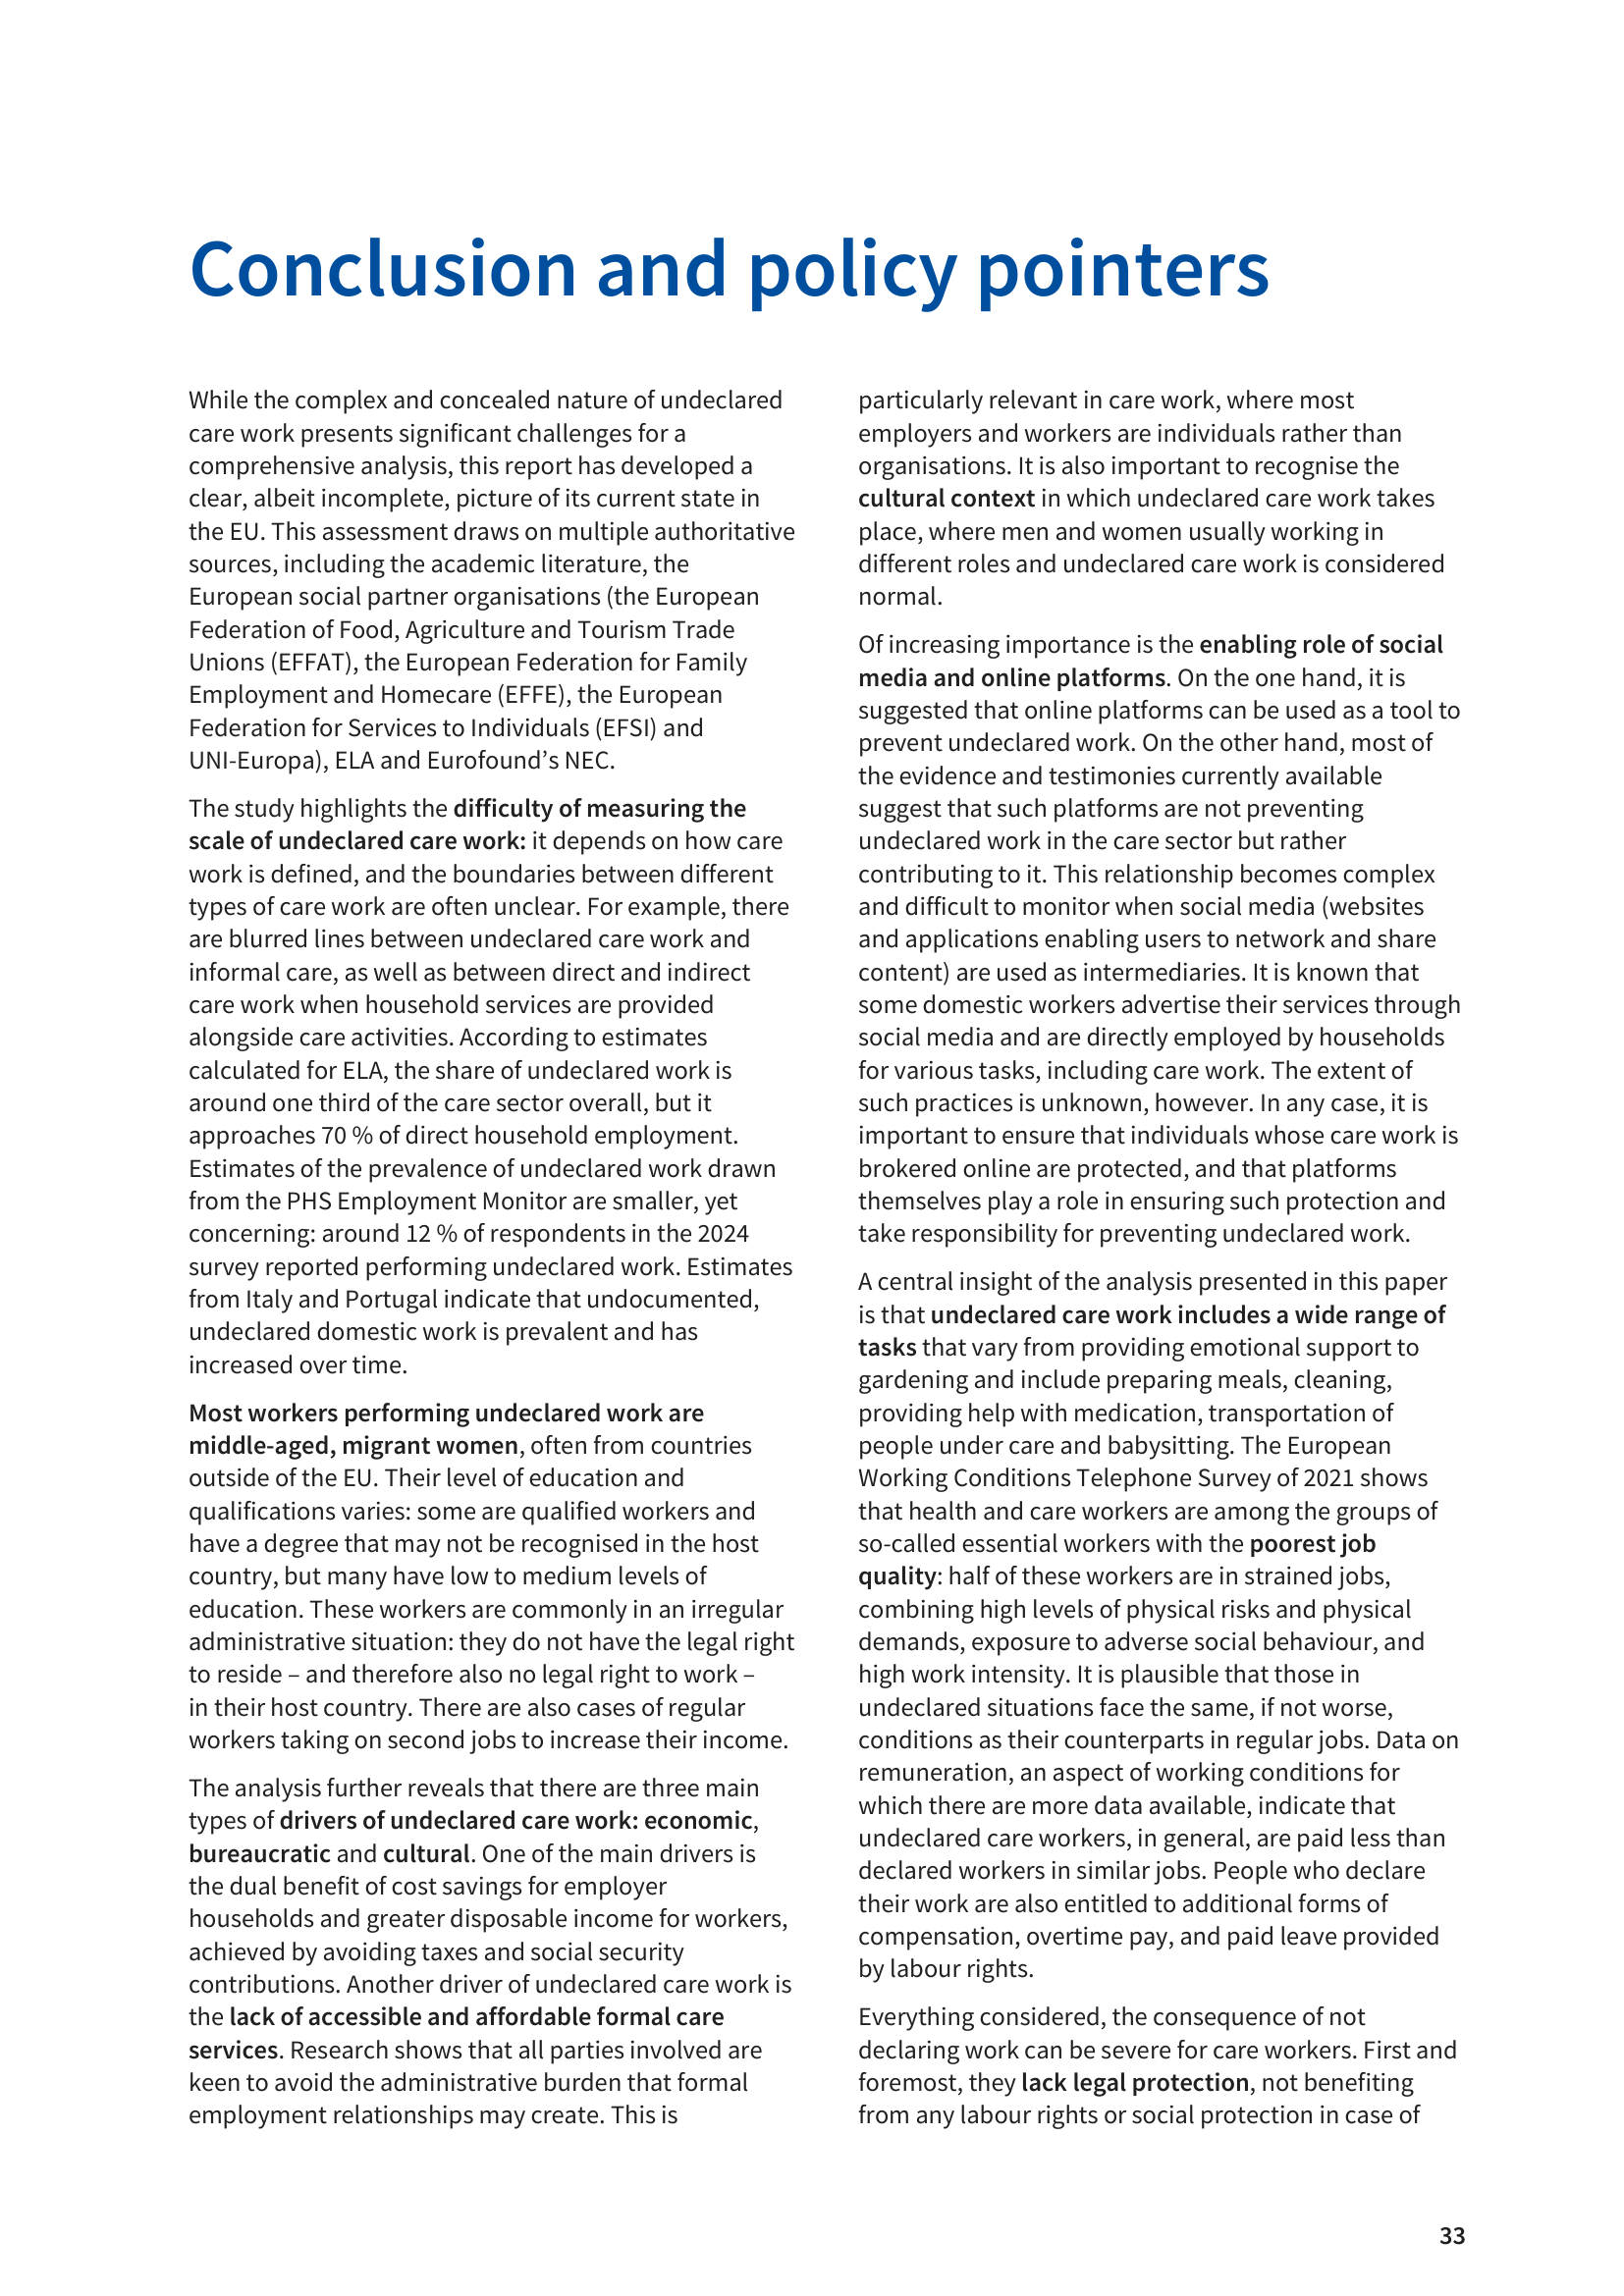 Conclusion and policy pointers
While the complex and concealed nature of undeclared
care work presents significant challenges for a
comprehensive analysis, this report has developed a
clear, albeit incomplete, picture of its current state in
the EU. This assessment draws on multiple authoritative
sources, including the academic literature, the
European social partner organisations (the European
Federation of Food, Agriculture and Tourism Trade
Unions (EFFAT), the European Federation for Family
Employment and Homecare (EFFE), the European
Federation for Services to Individuals (EFSI) and
UNI-Europa), ELA and Eurofound’s NEC.
The study highlights the difficulty of measuring the
scale of undeclared care work: it depends on how care
work is defined, and the boundaries between different
types of care work are often unclear. For example, there
are blurred lines between undeclared care work and
informal care, as well as between direct and indirect
care work when household services are provided
alongside care activities. According to estimates
calculated for ELA, the share of undeclared work is
around one third of the care sector overall, but it
approaches 70 % of direct household employment.
Estimates of the prevalence of undeclared work drawn
from the PHS Employment Monitor are smaller, yet
concerning: around 12 % of respondents in the 2024
survey reported performing undeclared work. Estimates
from Italy and Portugal indicate that undocumented,
undeclared domestic work is prevalent and has
increased over time.
Most workers performing undeclared work are
middle-aged, migrant women, often from countries
outside of the EU. Their level of education and
qualifications varies: some are qualified workers and
have a degree that may not be recognised in the host
country, but many have low to medium levels of
education. These workers are commonly in an irregular
administrative situation: they do not have the legal right
to reside – and therefore also no legal right to work –
in their host country. There are also cases of regular
workers taking on second jobs to increase their income.
The analysis further reveals that there are three main
types of drivers of undeclared care work: economic,
bureaucratic and cultural. One of the main drivers is
the dual benefit of cost savings for employer
households and greater disposable income for workers,
achieved by avoiding taxes and social security
contributions. Another driver of undeclared care work is
the lack of accessible and affordable formal care
services. Research shows that all parties involved are
keen to avoid the administrative burden that formal
employment relationships may create. This is
particularly relevant in care work, where most
employers and workers are individuals rather than
organisations. It is also important to recognise the
cultural context in which undeclared care work takes
place, where men and women usually working in
different roles and undeclared care work is considered
normal.
Of increasing importance is the enabling role of social
media and online platforms. On the one hand, it is
suggested that online platforms can be used as a tool to
prevent undeclared work. On the other hand, most of
the evidence and testimonies currently available
suggest that such platforms are not preventing
undeclared work in the care sector but rather
contributing to it. This relationship becomes complex
and difficult to monitor when social media (websites
and applications enabling users to network and share
content) are used as intermediaries. It is known that
some domestic workers advertise their services through
social media and are directly employed by households
for various tasks, including care work. The extent of
such practices is unknown, however. In any case, it is
important to ensure that individuals whose care work is
brokered online are protected, and that platforms
themselves play a role in ensuring such protection and
take responsibility for preventing undeclared work.
A central insight of the analysis presented in this paper
is that undeclared care work includes a wide range of
tasks that vary from providing emotional support to
gardening and include preparing meals, cleaning,
providing help with medication, transportation of
people under care and babysitting. The European
Working Conditions Telephone Survey of 2021 shows
that health and care workers are among the groups of
so-called essential workers with the poorest job
quality: half of these workers are in strained jobs,
combining high levels of physical risks and physical
demands, exposure to adverse social behaviour, and
high work intensity. It is plausible that those in
undeclared situations face the same, if not worse,
conditions as their counterparts in regular jobs. Data on
remuneration, an aspect of working conditions for
which there are more data available, indicate that
undeclared care workers, in general, are paid less than
declared workers in similar jobs. People who declare
their work are also entitled to additional forms of
compensation, overtime pay, and paid leave provided
by labour rights.
Everything considered, the consequence of not
declaring work can be severe for care workers. First and
foremost, they lack legal protection, not benefiting
from any labour rights or social protection in case of
33